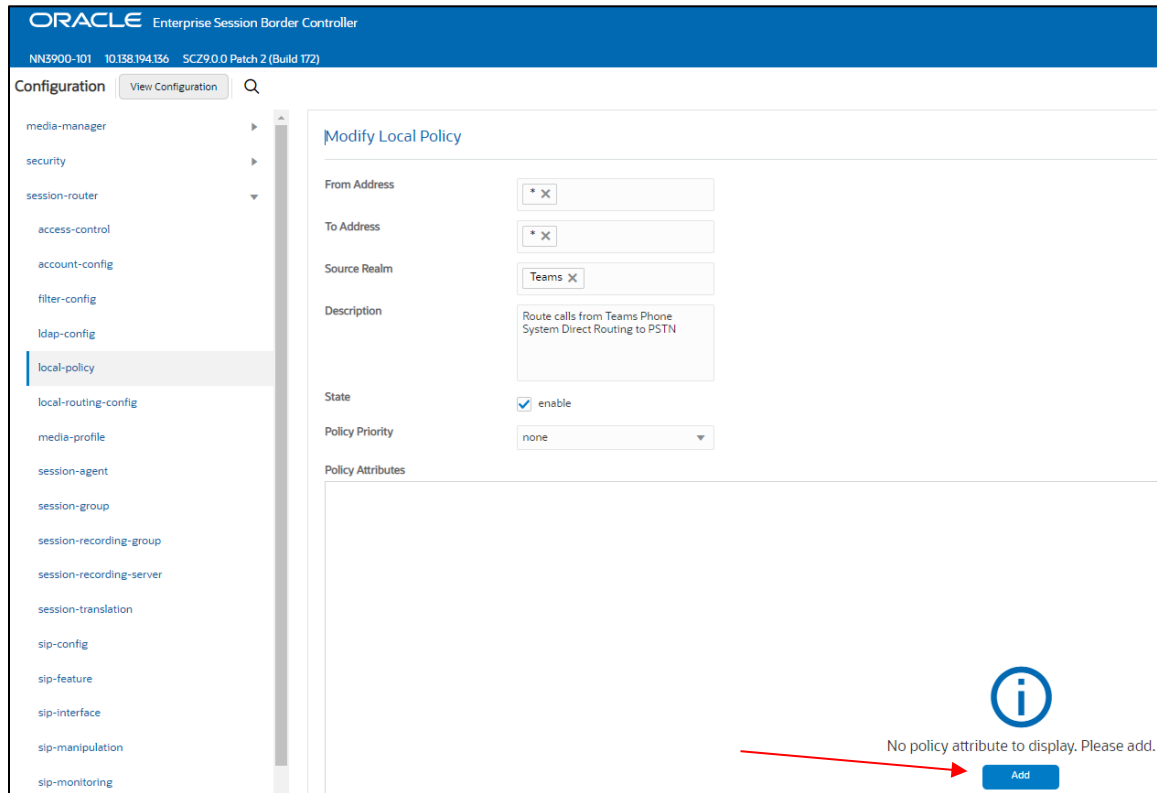 ORACLE Enterprise Session Border Controller
NN3900-101 10.138.194.136 SCZ9.0.0 Patch 2 (Build 172)
Configuration View Configuration
media-manager
security
session-router
access-control
account-config
filter-config
ldap-config
local-policy
local-routing-config
media-profile
session-agent
session-group
session-recording-group
session-recording-server
session-translation
sip-config
sip-feature
sip-interface
sip-manipulation
sip-monitoring
Modify Local Policy
From Address
*
To Address
*
Source Realm
Teams
Description
Route calls from Teams Phone
System Direct Routing to PSTN
State
enable
Policy Priority
none
Policy Attributes
No policy attribute to display. Please add.
Add